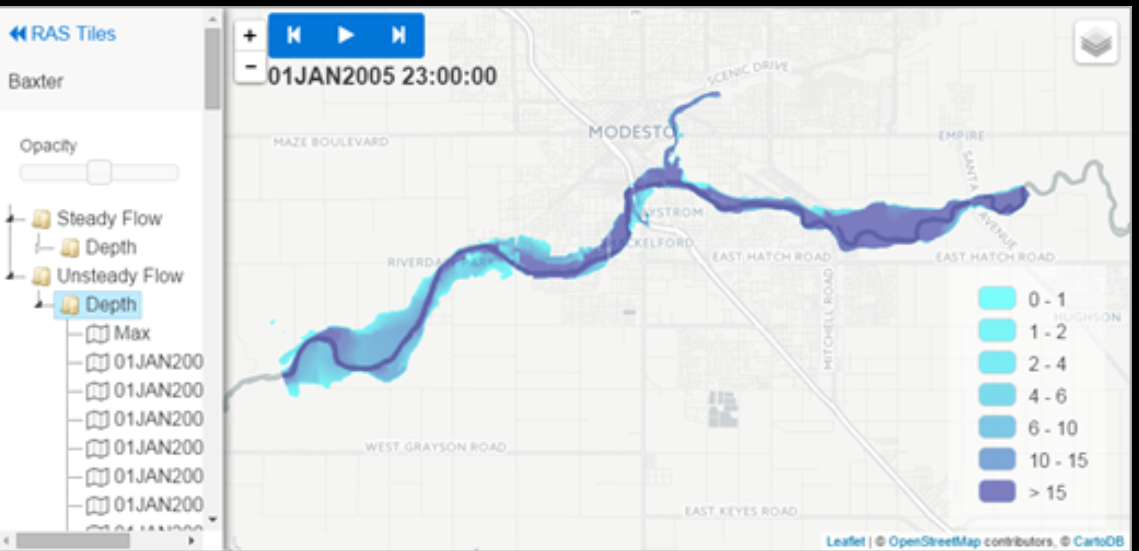 RAS Tiles
Baxter
Opacity
Steady Flow
Depth
Unsteady Flow
Depth
Max
01JAN200
01JAN200
01JAN200
01JAN200
01JAN200
01JAN200
+
−
01JAN2005 23:00:00
SCENIC DRIVE
MODESTO
MAZE BOULEVARD
EMPIRE
SANTA
AVENUE
YSTROM
CKELFORD
RIVERDA PARK
EAST HATCH ROAD
EAST HATCH ROAD
MITCHELL ROAD
HUGHSON
WEST GRAYSON ROAD
EAST KEYES ROAD
0 - 1
1 - 2
2 - 4
4 - 6
6 - 10
10 - 15
> 15
Leaflet | © OpenStreetMap contributors, © CartoDB